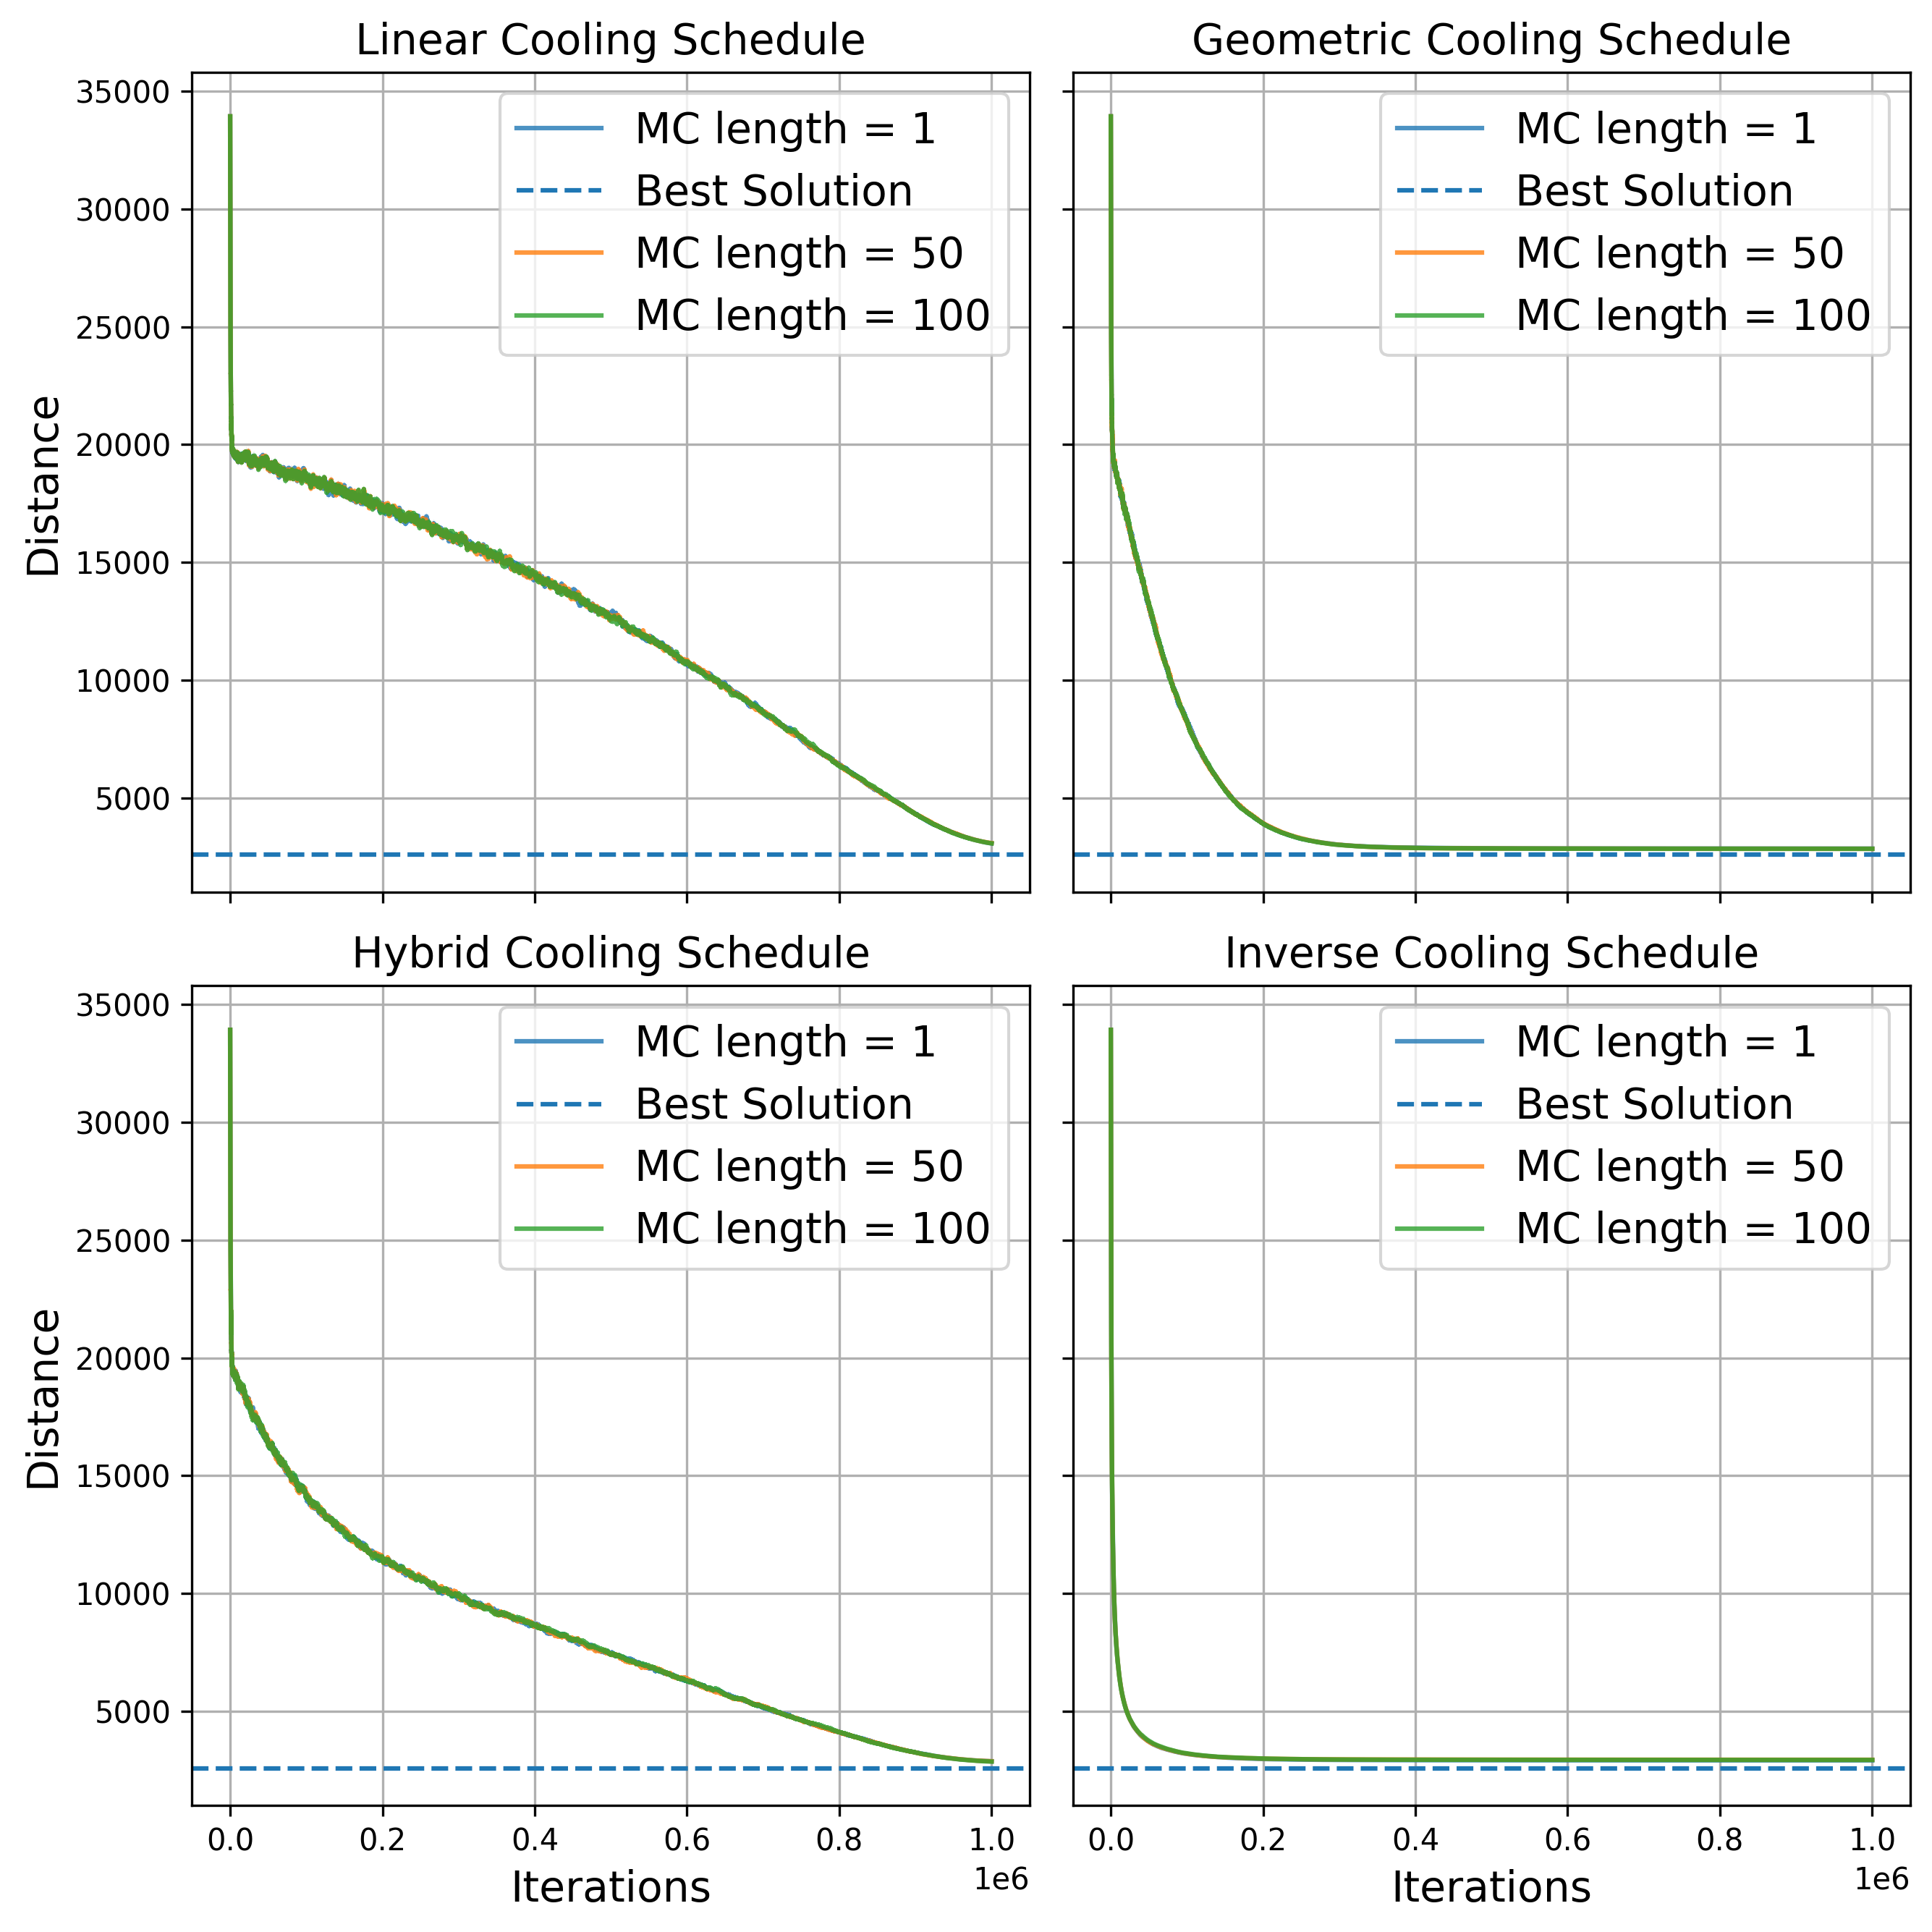 Linear Cooling Schedule
35000
30000
25000
20000
15000
10000
5000
Distance
MC length = 1
Best Solution
MC length = 50
MC length = 100
Geometric Cooling Schedule
MC length = 1
Best Solution
MC length = 50
MC length = 100
Hybrid Cooling Schedule
35000
30000
25000
20000
15000
10000
5000
Distance
MC length = 1
Best Solution
MC length = 50
MC length = 100
0.0 0.2 0.4 0.6 0.8 1.0
1e6
Iterations
Inverse Cooling Schedule
MC length = 1
Best Solution
MC length = 50
MC length = 100
0.0 0.2 0.4 0.6 0.8 1.0
1e6
Iterations